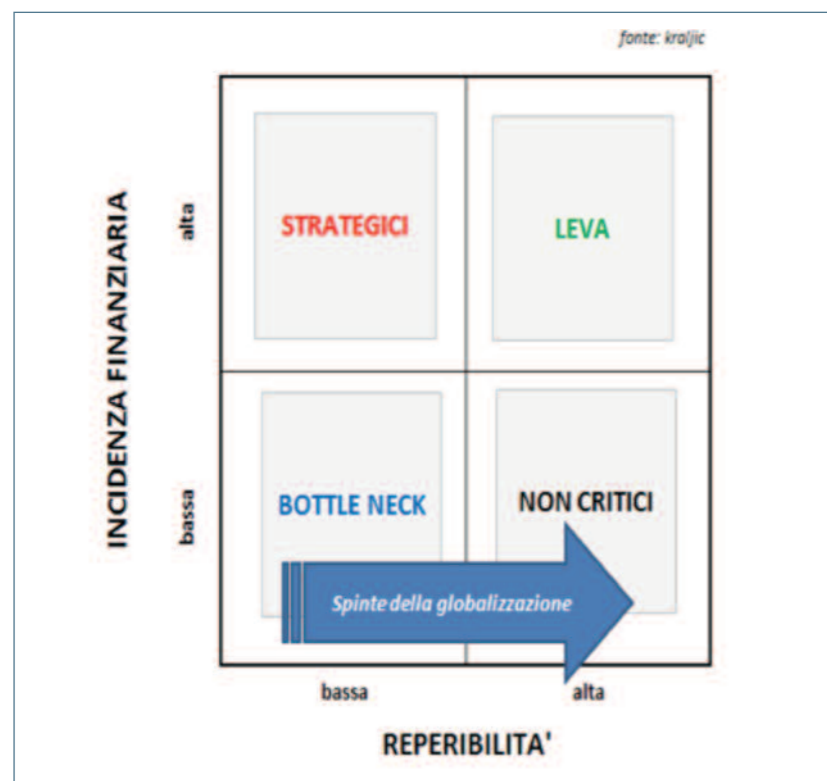 fonte: kraljic
INCIDENZA FINANZIARIA
alta
bassa
STRATEGICI
LEVA
BOTTLE NECK
NON CRITICI
Spinte della globalizzazione
bassa
alta
REPERIBILITA'